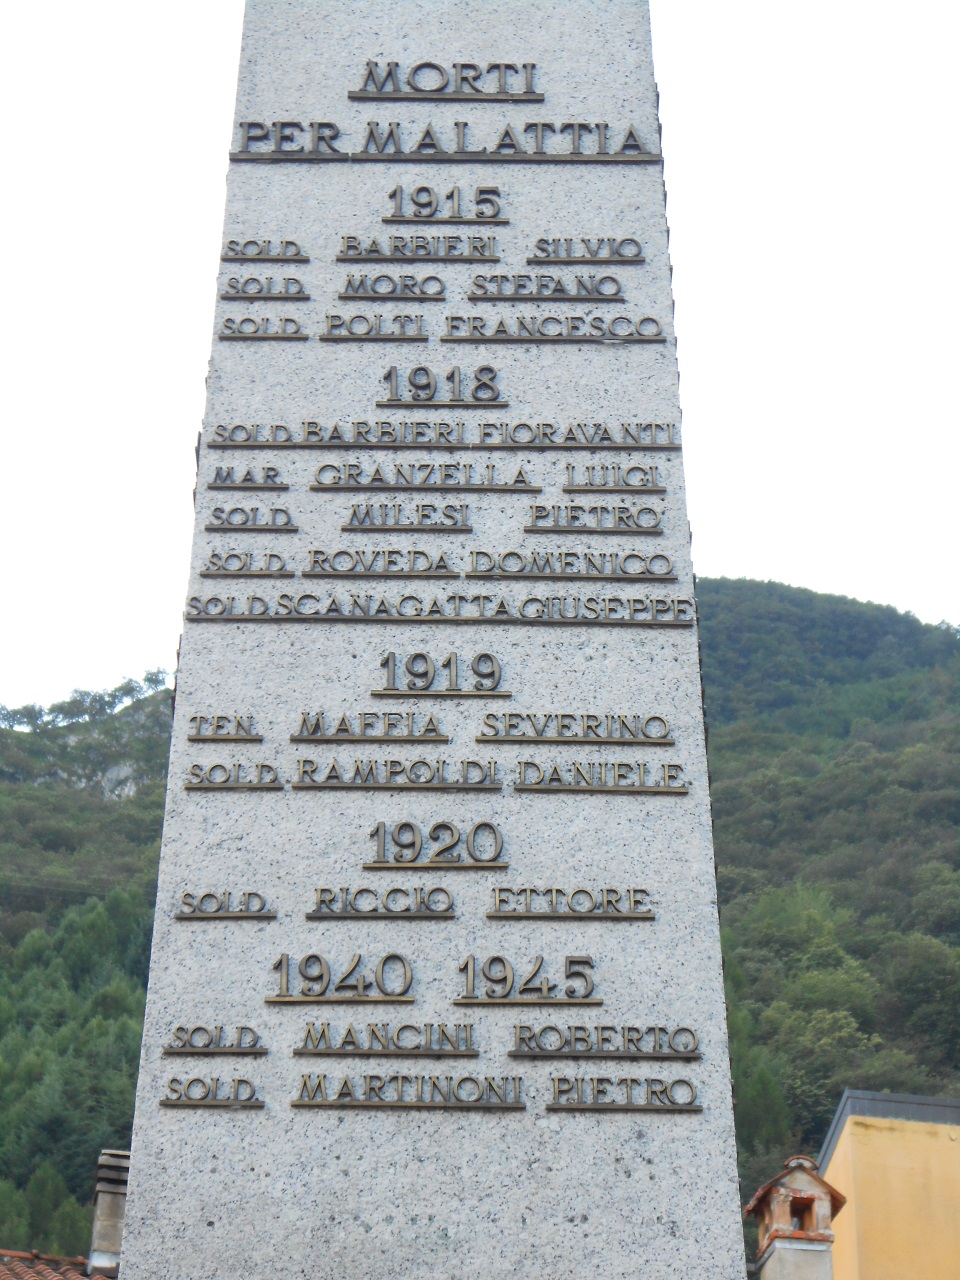 MORTI
PER MALATTIA
1915
SOLD. BARBIERI SILVIO
SOLD. MORO STEFANO
SOLD. POLTI FRANCESCO
1918
SOLD. BARBIERI FIORAVANTI
MAR. GRANZELLA LUIGI
SOLD. MILESI PIETRO
SOLD. ROVEDA DOMENICO
SOLD. SCANAGATTA GIUSEPPE
1919
TEN. MAFFIA SEVERINO
SOLD. RAMPOLDI DANIELE
1920
SOLD. RICCIO ETTORE
1940 1945
SOLD. MANCINI ROBERTO
SOLD. MARTINONI PIETRO